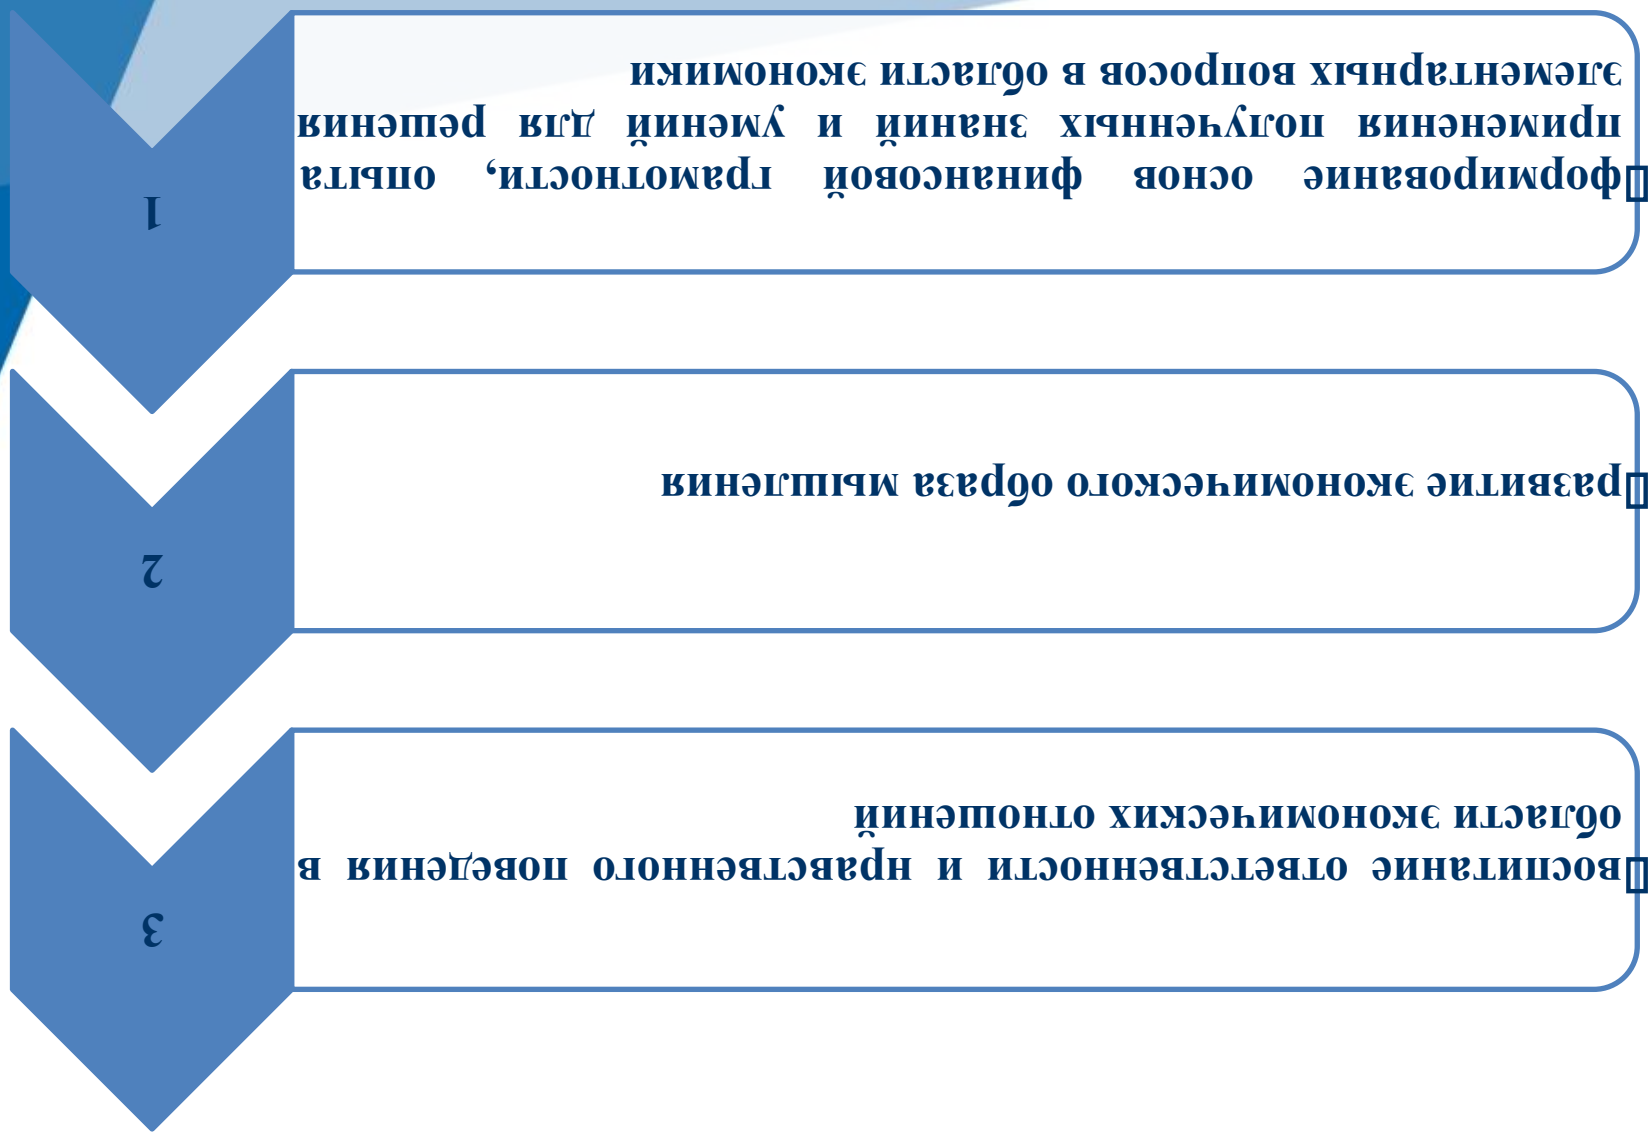 1
формирование основ финансовой грамотности, опыта
применения полученных знаний и умений для решения
элементарных вопросов в области экономики
2
развитие экономического образа мышления
3
воспитание ответственности и нравственного поведения в
области экономических отношений